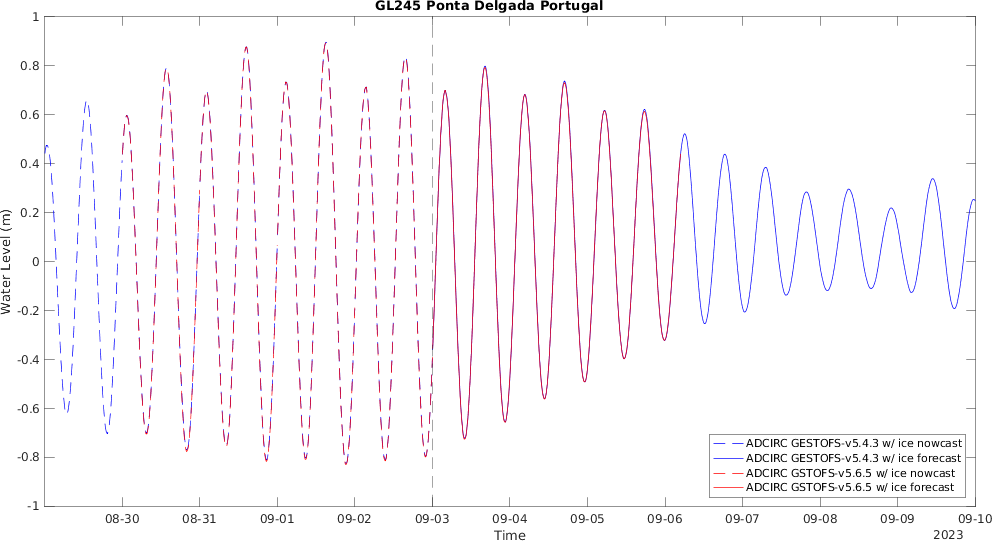 GL245 Ponta Delgada Portugal
1
0.8
0.6
0.4
0.2
0
-0.2
-0.4
-0.6
-0.8
-1
Water Level (m)
ADCIRC GESTOFS-v5.4.3 w/ ice nowcast
ADCIRC GESTOFS-v5.4.3 w/ ice forecast
ADCIRC GSTOFS-v5.6.5 w/ ice nowcast
ADCIRC GSTOFS-v5.6.5 w/ ice forecast
08-30 08-31 09-01 09-02 09-03 09-04 09-05 09-06 09-07 09-08 09-09 09-10
Time
2023